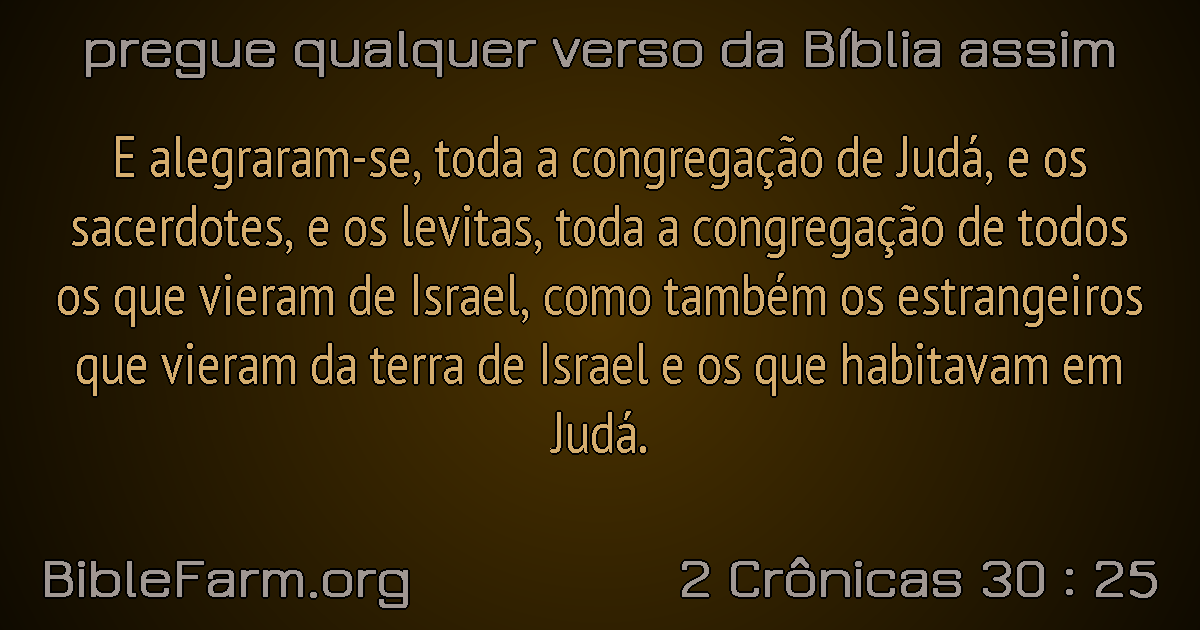 pregue qualquer verso da Bíblia assim
E alegraram-se, toda a congregação de Judá, e os
sacerdotes, e os levitas, toda a congregação de todos
os que vieram de Israel, como também os estrangeiros
que vieram da terra de Israel e os que habitavam em
Judá.
BibleFarm.org
2 Crônicas 30 : 25